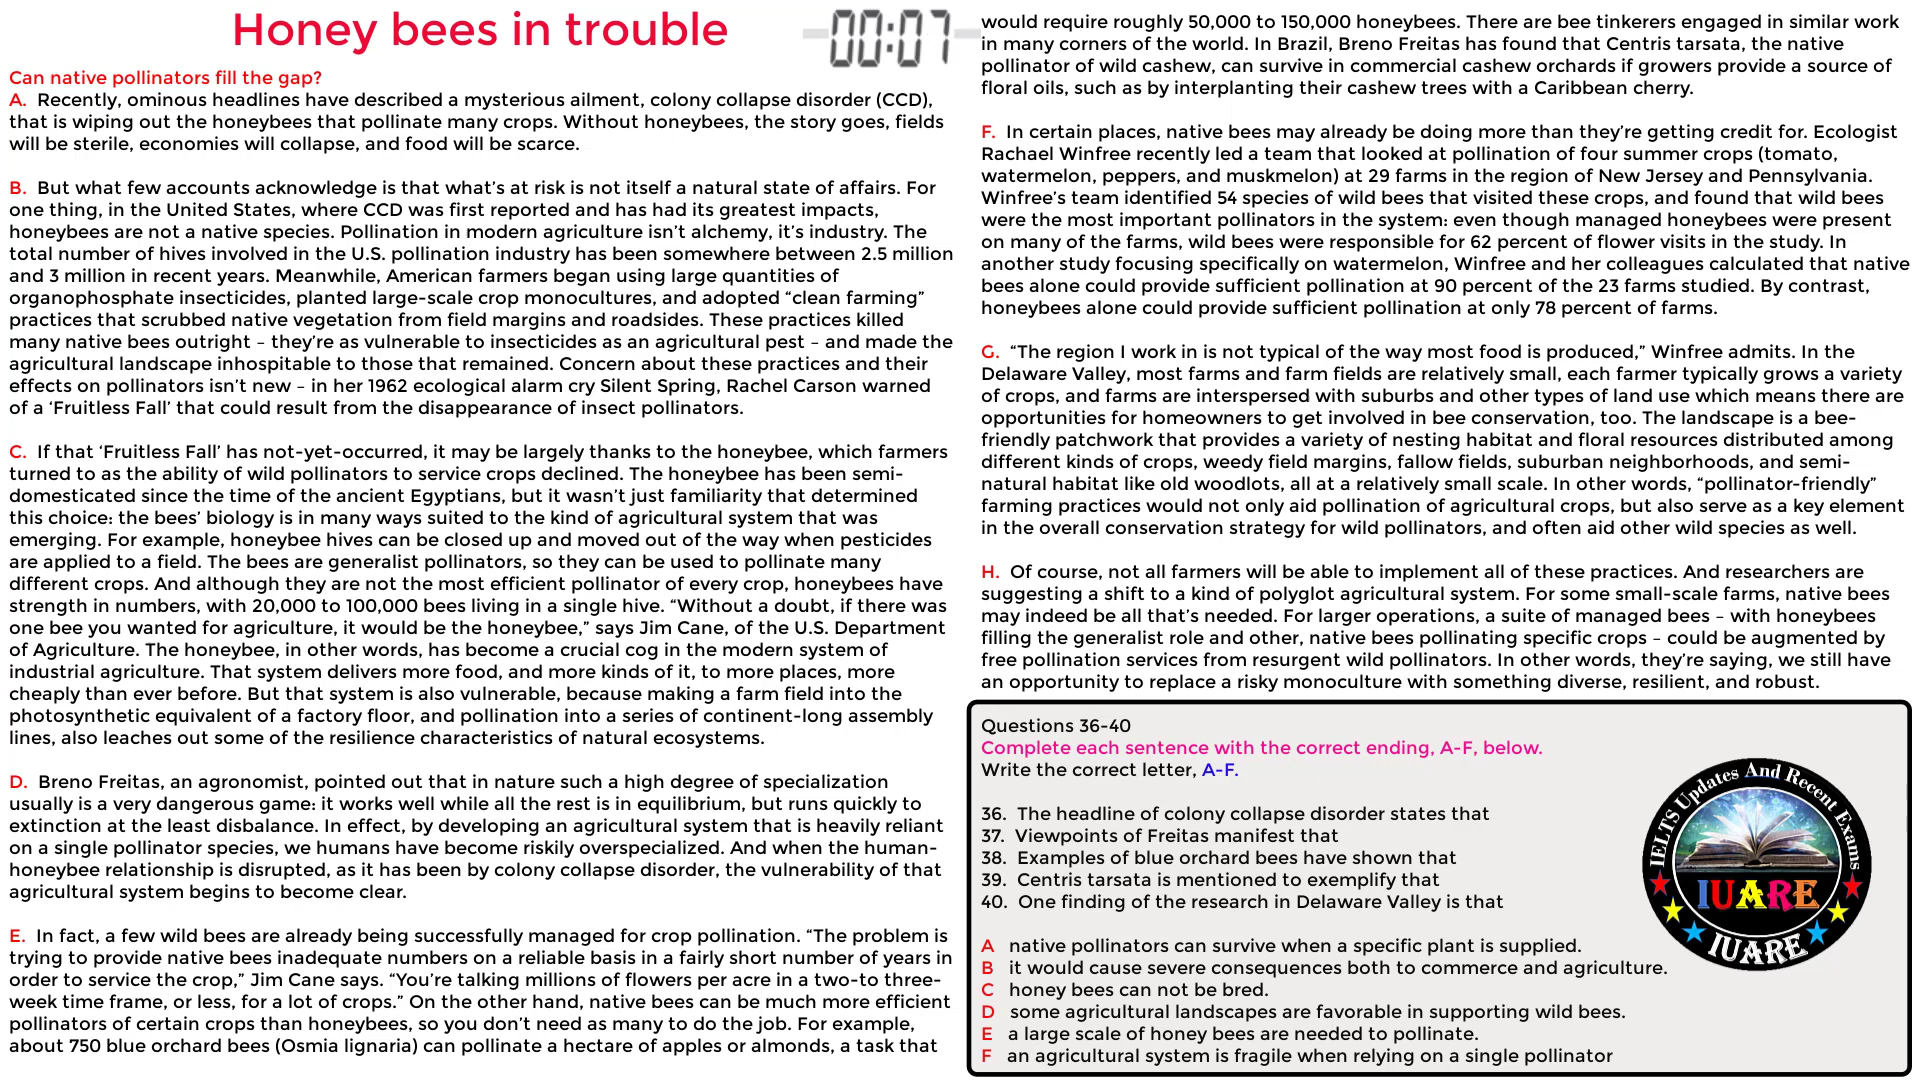 Honey bees in trouble
00:07
Can native pollinators fill the gap?
A. Recently, ominous headlines have described a mysterious ailment, colony collapse disorder (CCD),
that is wiping out the honeybees that pollinate many crops. Without honeybees, the story goes, fields
will be sterile, economies will collapse, and food will be scarce.
B. But what few accounts acknowledge is that what's at risk is not itself a natural state of affairs. For
one thing, in the United States, where CCD was first reported and has had its greatest impacts,
honeybees are not a native species. Pollination in modern agriculture isn't alchemy, it's industry. The
total number of hives involved in the U.S. pollination industry has been somewhere between 2.5 million
and 3 million in recent years. Meanwhile, American farmers began using large quantities of
organophosphate insecticides, planted large-scale crop monocultures, and adopted “clean farming”
practices that scrubbed native vegetation from field margins and roadsides. These practices killed
many native bees outright – they're as vulnerable to insecticides as an agricultural pest – and made the
agricultural landscape inhospitable to those that remained. Concern about these practices and their
effects on pollinators isn't new – in her 1962 ecological alarm cry Silent Spring, Rachel Carson warned
of a ‘Fruitless Fall’ that could result from the disappearance of insect pollinators.
C. If that ‘Fruitless Fall’ has not-yet-occurred, it may be largely thanks to the honeybee, which farmers
turned to as the ability of wild pollinators to service crops declined. The honeybee has been semi-
domesticated since the time of the ancient Egyptians, but it wasn't just familiarity that determined
this choice: the bees' biology is in many ways suited to the kind of agricultural system that was
emerging. For example, honeybee hives can be closed up and moved out of the way when pesticides
are applied to a field. The bees are generalist pollinators, so they can be used to pollinate many
different crops. And although they are not the most efficient pollinator of every crop, honeybees have
strength in numbers, with 20,000 to 100,000 bees living in a single hive. “Without a doubt, if there was
one bee you wanted for agriculture, it would be the honeybee,” says Jim Cane, of the U.S. Department
of Agriculture. The honeybee, in other words, has become a crucial cog in the modern system of
industrial agriculture. That system delivers more food, and more kinds of it, to more places, more
cheaply than ever before. But that system is also vulnerable, because making a farm field into the
photosynthetic equivalent of a factory floor, and pollination into a series of continent-long assembly
lines, also leaches out some of the resilience characteristics of natural ecosystems.
D. Breno Freitas, an agronomist, pointed out that in nature such a high degree of specialization
usually is a very dangerous game: it works well while all the rest is in equilibrium, but runs quickly to
extinction at the least disbalance. In effect, by developing an agricultural system that is heavily reliant
on a single pollinator species, we humans have become riskily overspecialized. And when the human-
honeybee relationship is disrupted, as it has been by colony collapse disorder, the vulnerability of that
agricultural system begins to become clear.
E. In fact, a few wild bees are already being successfully managed for crop pollination. “The problem is
trying to provide native bees inadequate numbers on a reliable basis in a fairly short number of years in
order to service the crop,” Jim Cane says. “You're talking millions of flowers per acre in a two-to three-
week time frame, or less, for a lot of crops.” On the other hand, native bees can be much more efficient
pollinators of certain crops than honeybees, so you don't need as many to do the job. For example,
about 750 blue orchard bees (Osmia lignaria) can pollinate a hectare of apples or almonds, a task that
would require roughly 50,000 to 150,000 honeybees. There are bee tinkerers engaged in similar work
in many corners of the world. In Brazil, Breno Freitas has found that Centris tarsata, the native
pollinator of wild cashew, can survive in commercial cashew orchards if growers provide a source of
floral oils, such as by interplanting their cashew trees with a Caribbean cherry.
F. In certain places, native bees may already be doing more than they're getting credit for. Ecologist
Rachael Winfree recently led a team that looked at pollination of four summer crops (tomato,
watermelon, peppers, and muskmelon) at 29 farms in the region of New Jersey and Pennsylvania.
Winfree's team identified 54 species of wild bees that visited these crops, and found that wild bees
were the most important pollinators in the system: even though managed honeybees were present
on many of the farms, wild bees were responsible for 62 percent of flower visits in the study. In
another study focusing specifically on watermelon, Winfree and her colleagues calculated that native
bees alone could provide sufficient pollination at 90 percent of the 23 farms studied. By contrast,
honeybees alone could provide sufficient pollination at only 78 percent of farms.
G. “The region I work in is not typical of the way most food is produced,” Winfree admits. In the
Delaware Valley, most farms and farm fields are relatively small, each farmer typically grows a variety
of crops, and farms are interspersed with suburbs and other types of land use which means there are
opportunities for homeowners to get involved in bee conservation, too. The landscape is a bee-
friendly patchwork that provides a variety of nesting habitat and floral resources distributed among
different kinds of crops, weedy field margins, fallow fields, suburban neighborhoods, and semi-
natural habitat like old woodlots, all at a relatively small scale. In other words, “pollinator-friendly”
farming practices would not only aid pollination of agricultural crops, but also serve as a key element
in the overall conservation strategy for wild pollinators, and often aid other wild species as well.
H. Of course, not all farmers will be able to implement all of these practices. And researchers are
suggesting a shift to a kind of polyglot agricultural system. For some small-scale farms, native bees
may indeed be all that's needed. For larger operations, a suite of managed bees – with honeybees
filling the generalist role and other, native bees pollinating specific crops – could be augmented by
free pollination services from resurgent wild pollinators. In other words, they're saying, we still have
an opportunity to replace a risky monoculture with something diverse, resilient, and robust.
Questions 36-40
Complete each sentence with the correct ending, A-F, below.
Write the correct letter, A-F.
36. The headline of colony collapse disorder states that
37. Viewpoints of Freitas manifest that
38. Examples of blue orchard bees have shown that
39. Centris tarsata is mentioned to exemplify that
40. One finding of the research in Delaware Valley is that
A native pollinators can survive when a specific plant is supplied.
B it would cause severe consequences both to commerce and agriculture.
C honey bees can not be bred.
D some agricultural landscapes are favorable in supporting wild bees.
E a large scale of honey bees are needed to pollinate.
F an agricultural system is fragile when relying on a single pollinator
IELTS Updates And Recent Exams
IUARE
IUARE